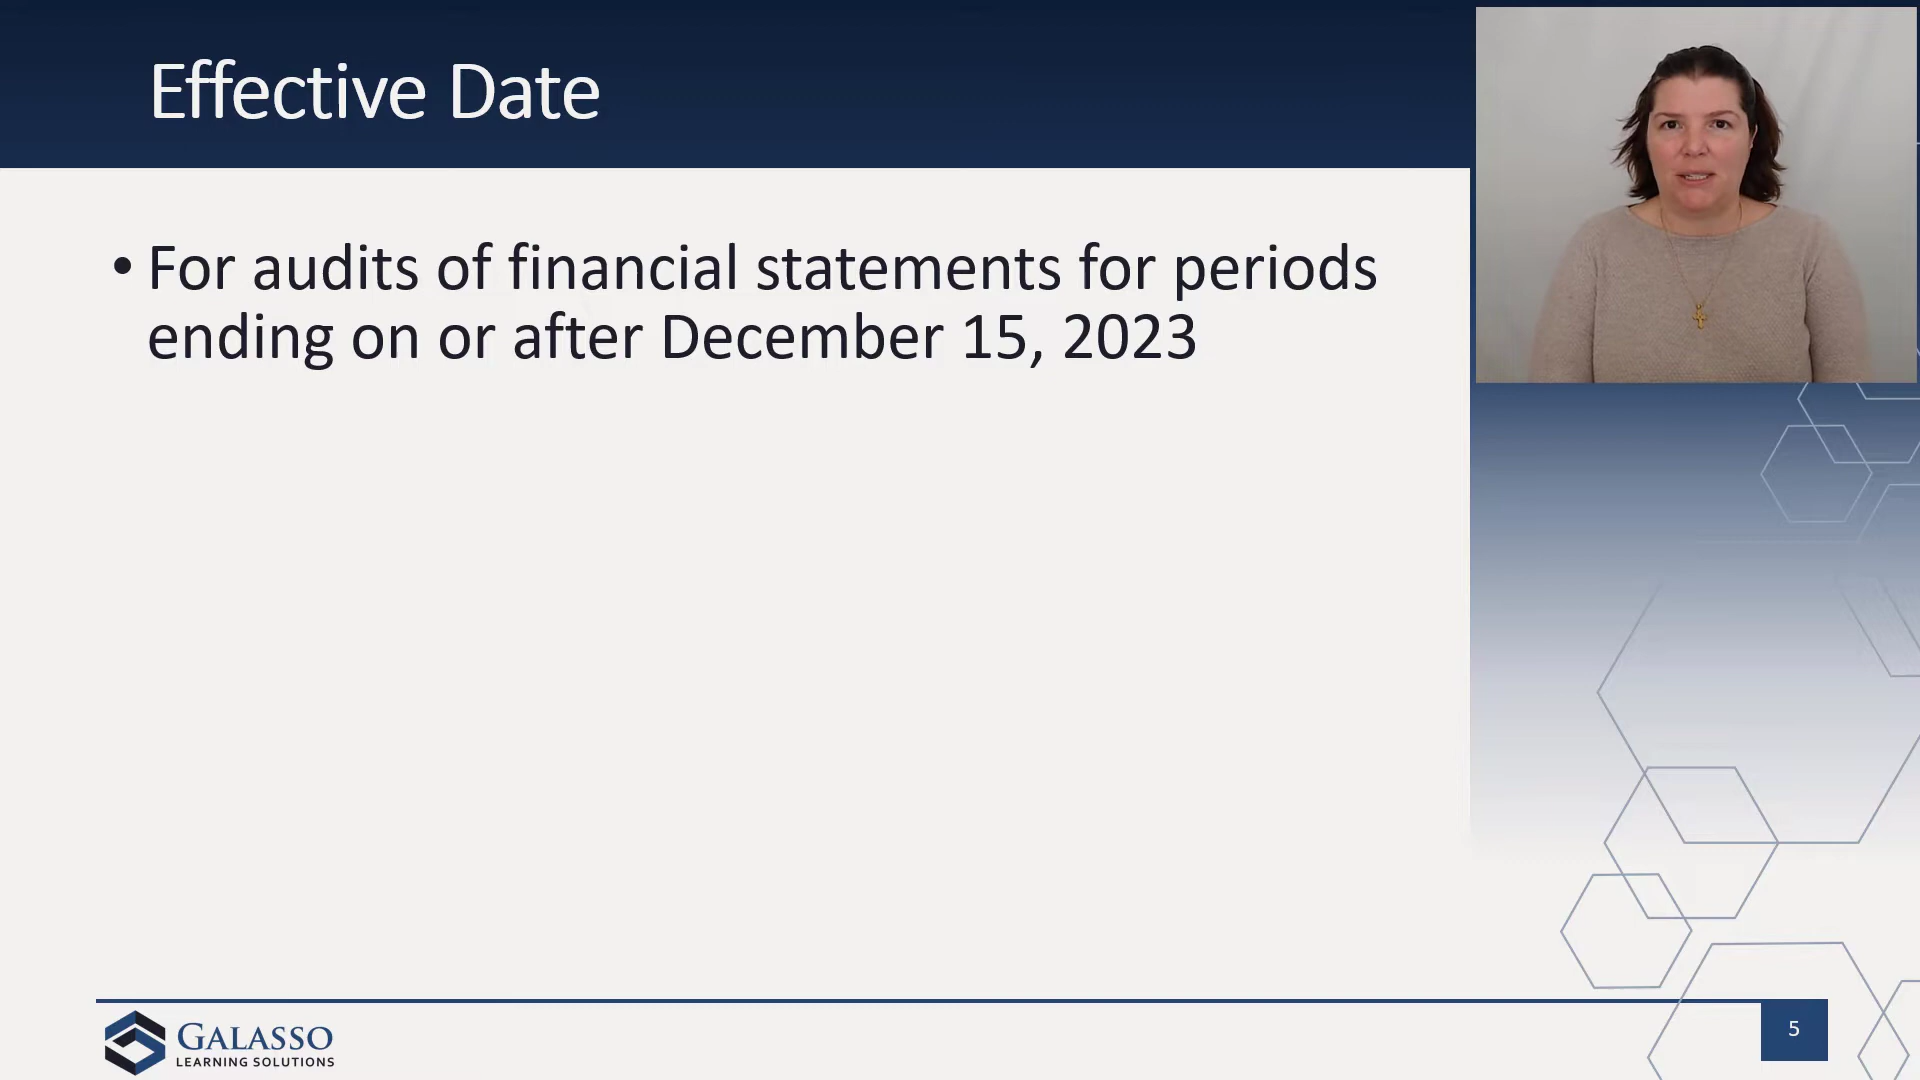 Effective Date
• For audits of financial statements for periods
ending on or after December 15, 2023
GALASSO
LEARNING SOLUTIONS
5